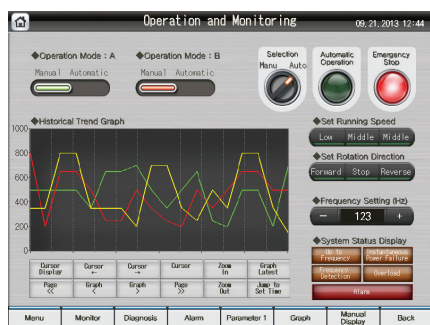 Operation and Monitoring
09.21.2013 12:44
◆Operation Mode : A
Manual Automatic
◆Operation Mode : B
Manual Automatic
Selection
Manu Auto
Automatic
Operation
Emergency
Stop
◆Historical Trend Graph
1000
800
600
400
200
0
◆Set Running Speed
Low Middle Middle
◆Set Rotation Direction
Forward Stop Reverse
◆Frequency Setting (Hz)
− 123 +
◆System Status Display
Up to
Frequency
Instantaneous
Power Failure
Frequency
Detection
Overload
Alarm
Cursor
Display
Cursor
←
Cursor
→
Cursor
Zoom
In
Graph
Latest
Page
<<
Graph
<
Graph
>
Page
>>
Zoom
Out
Jump to
Set Time
Menu Monitor Diagnosis Alarm Parameter 1 Graph Manual
Display Back